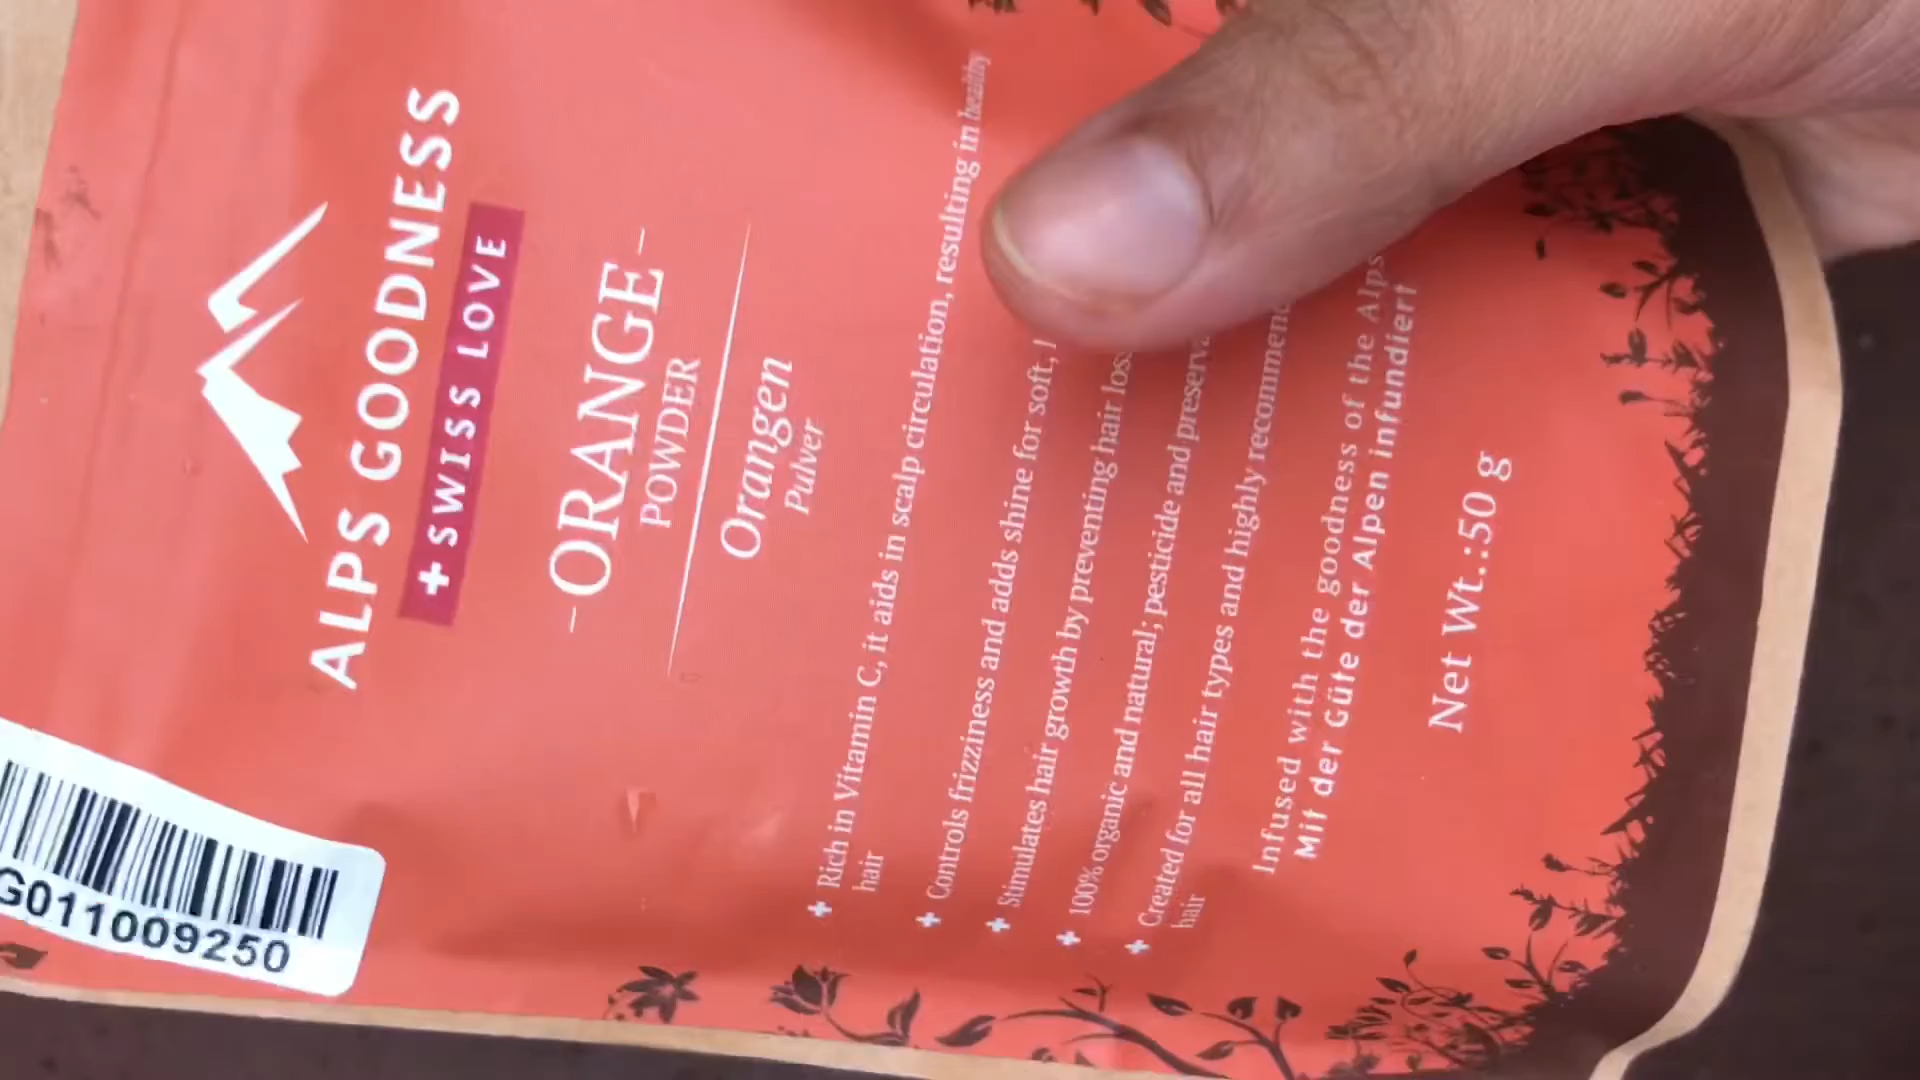 ALPS GOODNESS
+ SWISS LOVE
- ORANGE -
POWDER
Orangen
Pulver
+ Rich in Vitamin C, it aids in scalp circulation, resulting in healthy
hair
+ Controls frizziness and adds shine for soft,
+ Stimulates hair growth by preventing hair loss
+ 100% organic and natural; pesticide and
+ Created for all hair types and highly
hair
Infused with the goodness of the Alps
Mit der Güte der Alpen infundiert
Net Wt.:50 g
G011009250